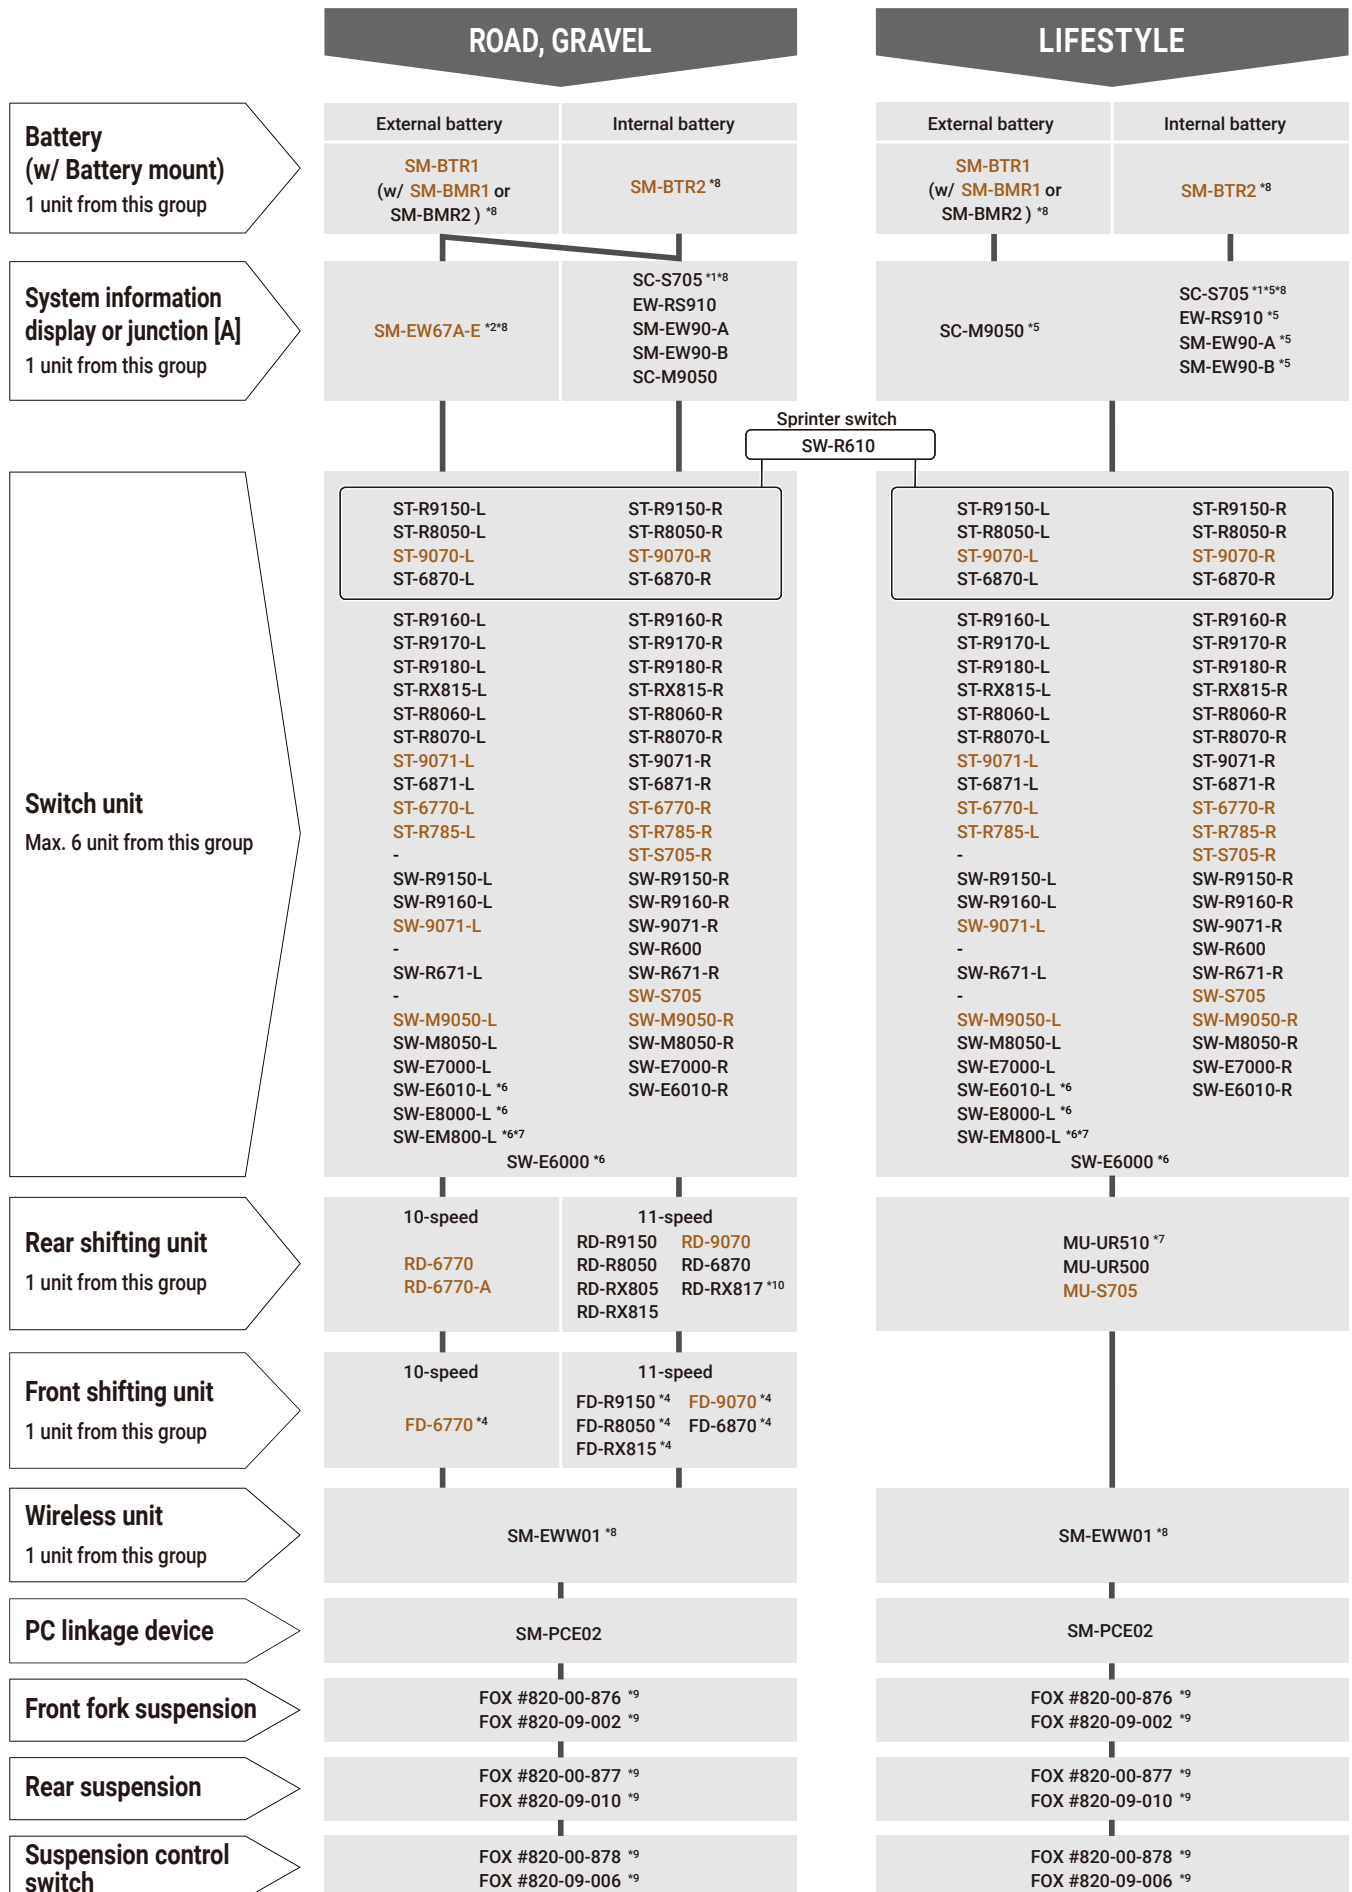 ROAD, GRAVEL
LIFESTYLE
Battery
(w/ Battery mount)
1 unit from this group
External battery
Internal battery
SM-BTR1
(w/ SM-BMR1 or
SM-BMR2 ) *8
SM-BTR2 *8
External battery
Internal battery
SM-BTR1
(w/ SM-BMR1 or
SM-BMR2 ) *8
SM-BTR2 *8
System information
display or junction [A]
1 unit from this group
SM-EW67A-E *2*8
SC-S705 *1*8
EW-RS910
SM-EW90-A
SM-EW90-B
SC-M9050
SC-M9050 *5
SC-S705 *1*5*8
EW-RS910 *5
SM-EW90-A *5
SM-EW90-B *5
Sprinter switch
SW-R610
Switch unit
Max. 6 unit from this group
ST-R9150-L ST-R9150-R
ST-R8050-L ST-R8050-R
ST-9070-L ST-9070-R
ST-6870-L ST-6870-R
ST-R9160-L ST-R9160-R
ST-R9170-L ST-R9170-R
ST-R9180-L ST-R9180-R
ST-RX815-L ST-RX815-R
ST-R8060-L ST-R8060-R
ST-R8070-L ST-R8070-R
ST-9071-L ST-9071-R
ST-6871-L ST-6871-R
ST-6770-L ST-6770-R
ST-R785-L ST-R785-R
- ST-S705-R
SW-R9150-L SW-R9150-R
SW-R9160-L SW-R9160-R
SW-9071-L SW-9071-R
- SW-R600
SW-R671-L SW-R671-R
- SW-S705
SW-M9050-L SW-M9050-R
SW-M8050-L SW-M8050-R
SW-E7000-L SW-E7000-R
SW-E6010-L *6 SW-E6010-R
SW-E8000-L *6
SW-EM800-L *6*7
SW-E6000 *6
ST-R9150-L ST-R9150-R
ST-R8050-L ST-R8050-R
ST-9070-L ST-9070-R
ST-6870-L ST-6870-R
ST-R9160-L ST-R9160-R
ST-R9170-L ST-R9170-R
ST-R9180-L ST-R9180-R
ST-RX815-L ST-RX815-R
ST-R8060-L ST-R8060-R
ST-R8070-L ST-R8070-R
ST-9071-L ST-9071-R
ST-6871-L ST-6871-R
ST-6770-L ST-6770-R
ST-R785-L ST-R785-R
- ST-S705-R
SW-R9150-L SW-R9150-R
SW-R9160-L SW-R9160-R
SW-9071-L SW-9071-R
- SW-R600
SW-R671-L SW-R671-R
- SW-S705
SW-M9050-L SW-M9050-R
SW-M8050-L SW-M8050-R
SW-E7000-L SW-E7000-R
SW-E6010-L *6 SW-E6010-R
SW-E8000-L *6
SW-EM800-L *6*7
SW-E6000 *6
Rear shifting unit
1 unit from this group
10-speed
RD-6770
RD-6770-A
11-speed
RD-R9150 RD-9070
RD-R8050 RD-6870
RD-RX805 RD-RX817 *10
RD-RX815
MU-UR510 *7
MU-UR500
MU-S705
Front shifting unit
1 unit from this group
10-speed
FD-6770 *4
11-speed
FD-R9150 *4 FD-9070 *4
FD-R8050 *4 FD-6870 *4
FD-RX815 *4
Wireless unit
1 unit from this group
SM-EWW01 *8
SM-EWW01 *8
PC linkage device
SM-PCE02
SM-PCE02
Front fork suspension
FOX #820-00-876 *9
FOX #820-09-002 *9
FOX #820-00-876 *9
FOX #820-09-002 *9
Rear suspension
FOX #820-00-877 *9
FOX #820-09-010 *9
FOX #820-00-877 *9
FOX #820-09-010 *9
Suspension control
switch
FOX #820-00-878 *9
FOX #820-09-006 *9
FOX #820-00-878 *9
FOX #820-09-006 *9